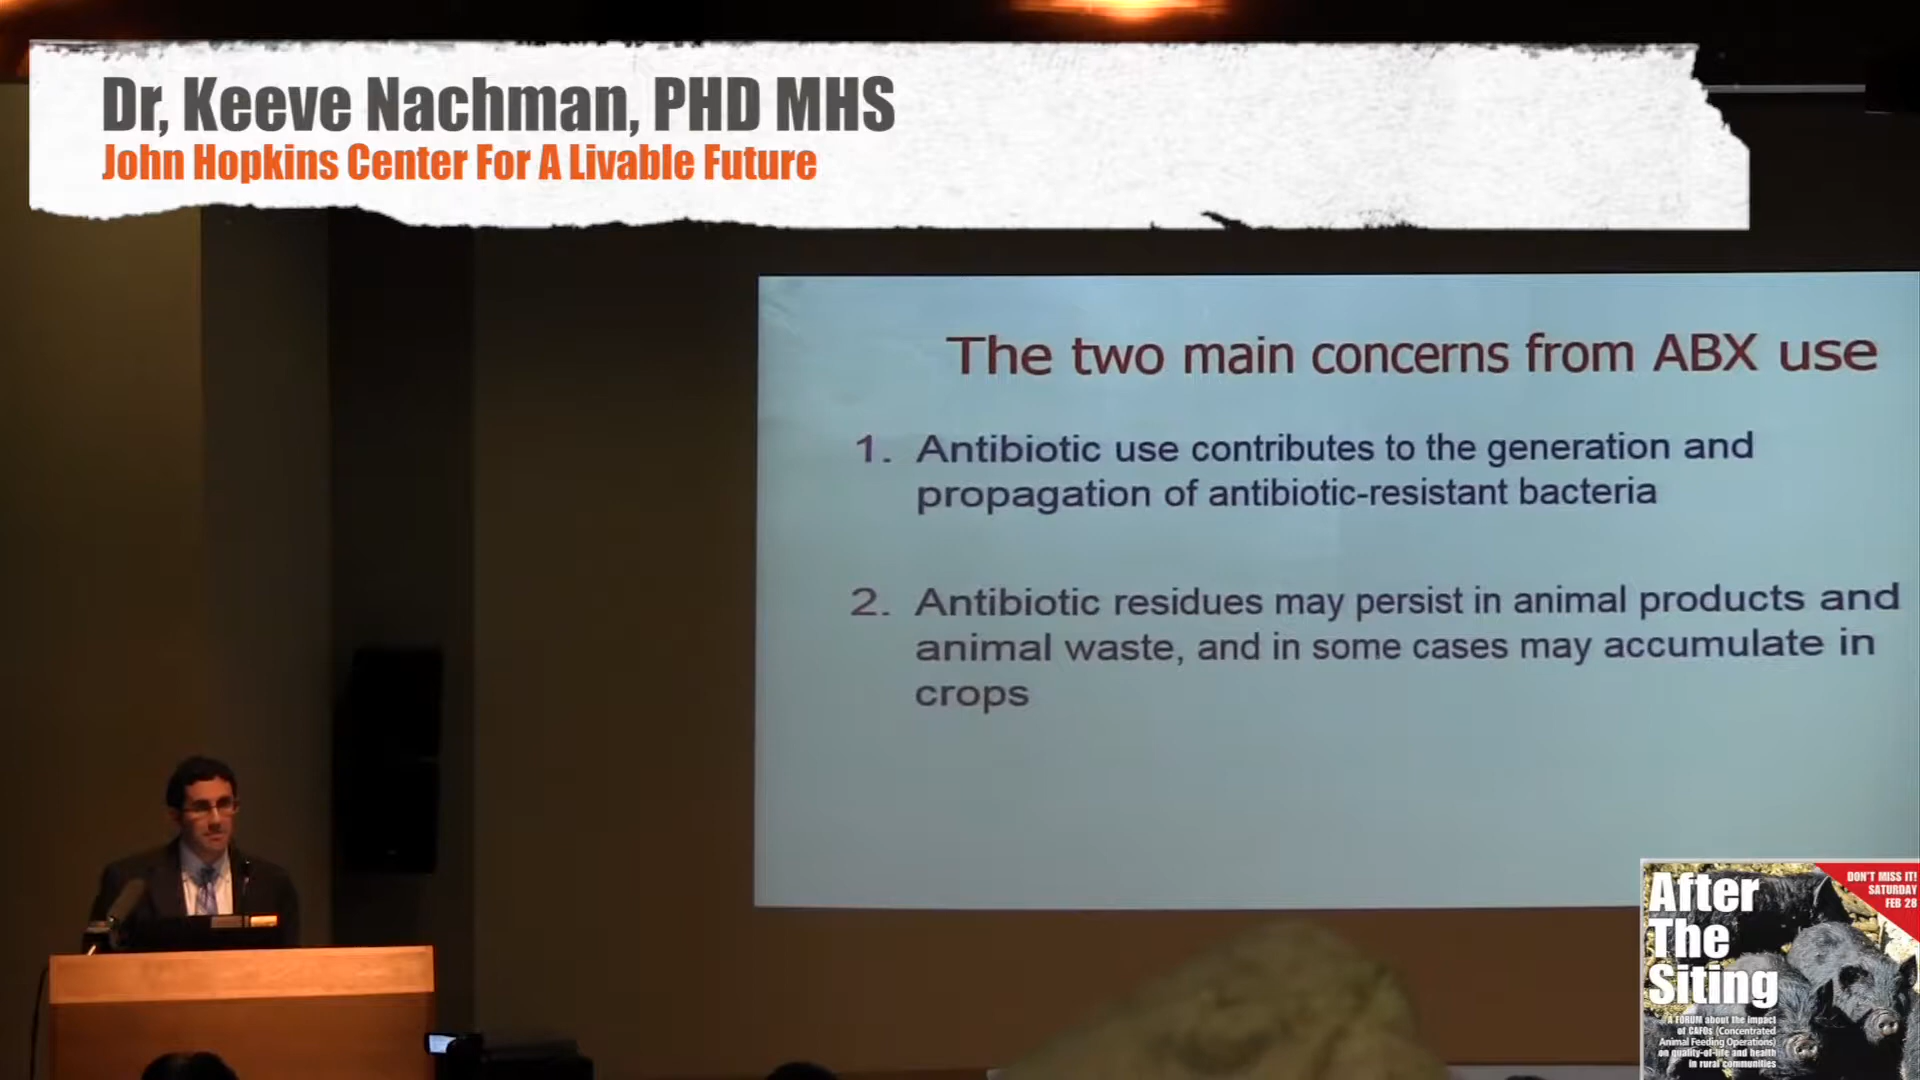 Dr, Keeve Nachman, PHD MHS
John Hopkins Center For A Livable Future
The two main concerns from ABX use
1. Antibiotic use contributes to the generation and
propagation of antibiotic-resistant bacteria
2. Antibiotic residues may persist in animal products and
animal waste, and in some cases may accumulate in
crops
DON'T MISS IT!
SATURDAY
FEB 28
After
The
Siting
A FORUM about the impact
of CAFOs (Concentrated
Animal Feeding Operations)
on quality-of-life and health
in rural communities